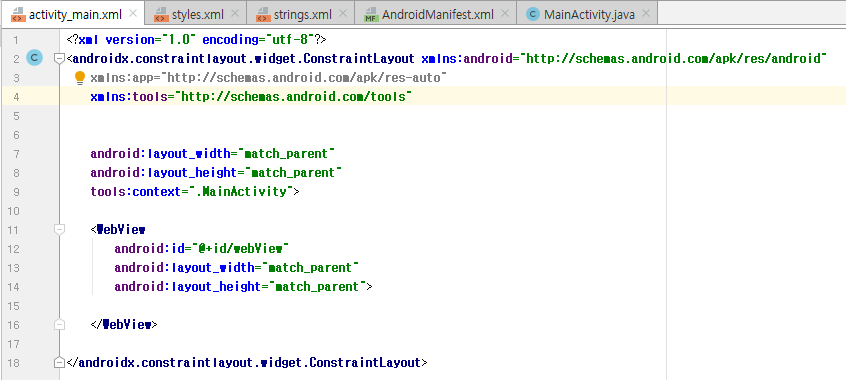 activity_main.xml styles.xml strings.xml AndroidManifest.xml MainActivity.java
1 <?xml version="1.0" encoding="utf-8"?>
2 <androidx.constraintlayout.widget.ConstraintLayout xmlns:android="http://schemas.android.com/apk/res/android"
3 xmlns:app="http://schemas.android.com/apk/res-auto"
4 xmlns:tools="http://schemas.android.com/tools"
5
6
7 android:layout_width="match_parent"
8 android:layout_height="match_parent"
9 tools:context=".MainActivity">
10
11 <WebView
12 android:id="@+id/webView"
13 android:layout_width="match_parent"
14 android:layout_height="match_parent">
15
16 </WebView>
17
18 </androidx.constraintlayout.widget.ConstraintLayout>